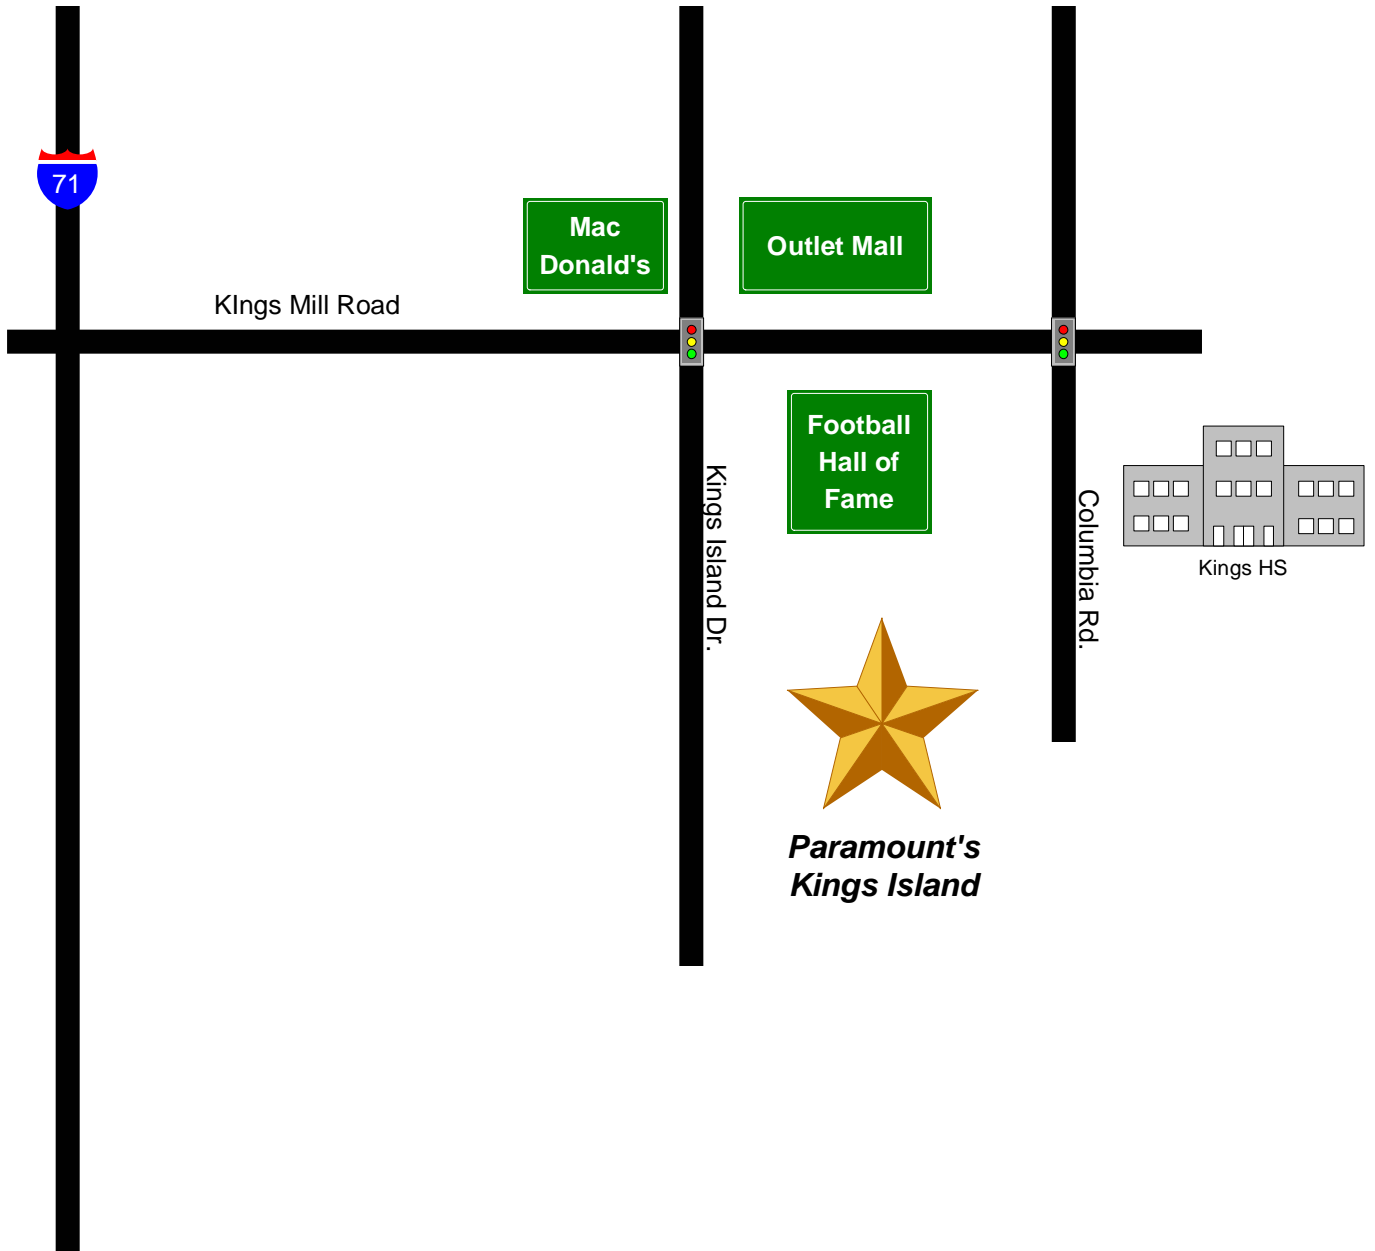 71
Mac
Donald's
Outlet Mall
KIngs Mill Road
Football
Hall of
Fame
Kings Island Dr.
Columbia Rd.
Kings HS
Paramount's
Kings Island